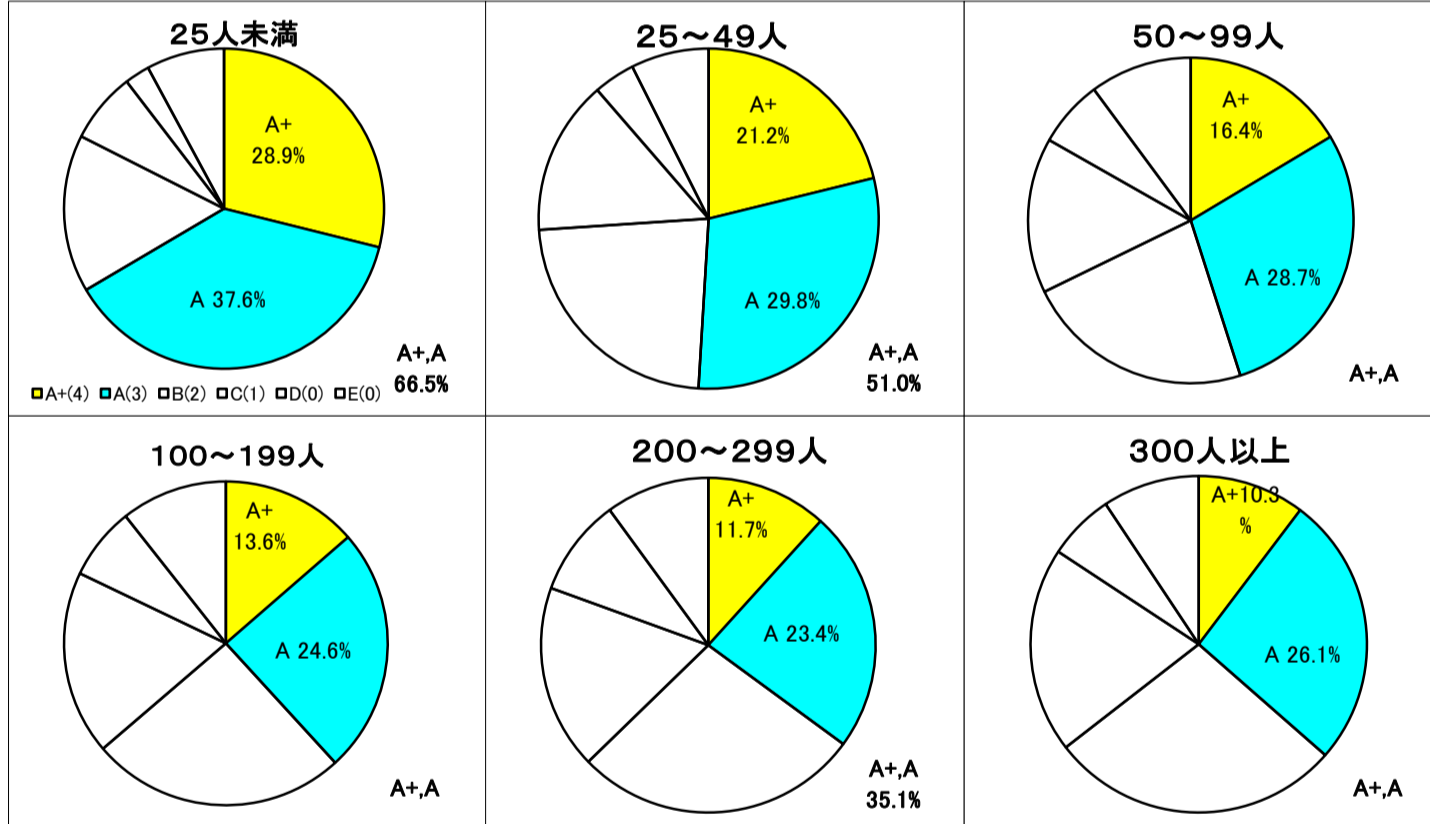 25人未満
A+
28.9%
A 37.6%
A+,A
66.5%
A+(4) A(3) B(2) C(1) D(0) E(0)
25～49人
A+
21.2%
A 29.8%
A+,A
51.0%
50～99人
A+
16.4%
A 28.7%
A+,A
100～199人
A+
13.6%
A 24.6%
A+,A
200～299人
A+
11.7%
A 23.4%
A+,A
35.1%
300人以上
A+10.3
%
A 26.1%
A+,A